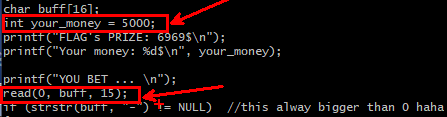 char buff[16];
int your_money = 5000;
printf("FLAG's PRIZE: 6969$\n");
printf("Your money: %d$\n", your_money);
printf("YOU BET ... \n");
read(0, buff, 15);
if (strstr(buff, "-") != NULL)  //this alway bigger than 0 haha